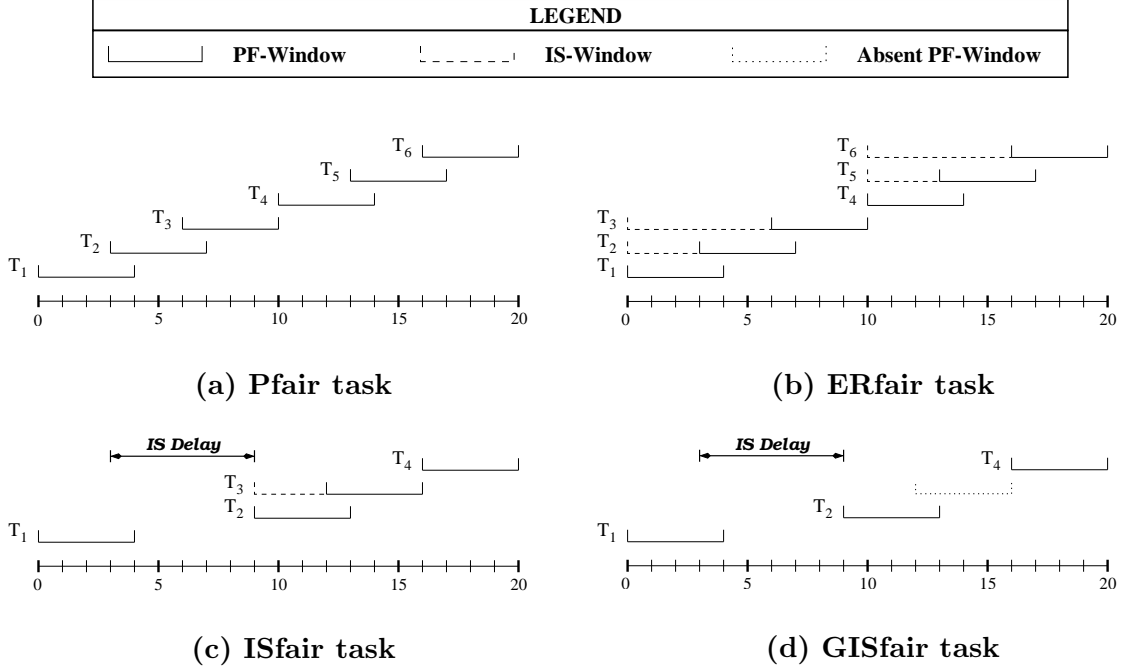 LEGEND
PF-Window IS-Window Absent PF-Window
T6
T5
T4
T3
T2
T1
0 5 10 15 20
(a) Pfair task
T6
T5
T4
T3
T2
T1
0 5 10 15 20
(b) ERfair task
IS Delay
T4
T3
T2
T1
0 5 10 15 20
(c) ISfair task
IS Delay
T4
T2
T1
0 5 10 15 20
(d) GISfair task